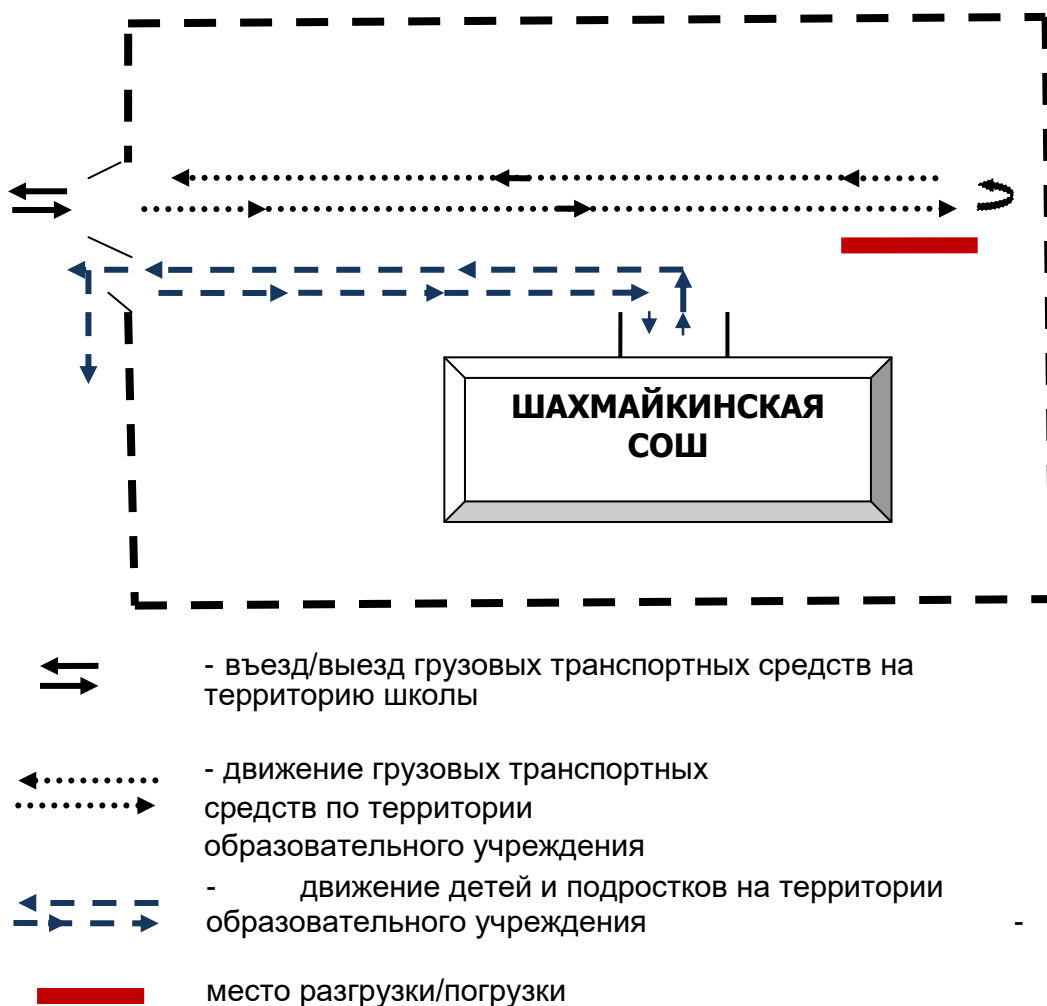 ШАХМАЙКИНСКАЯ
СОШ
- въезд/выезд грузовых транспортных средств на
территорию школы
- движение грузовых транспортных
средств по территории
образовательного учреждения
- движение детей и подростков на территории
образовательного учреждения -
место разгрузки/погрузки